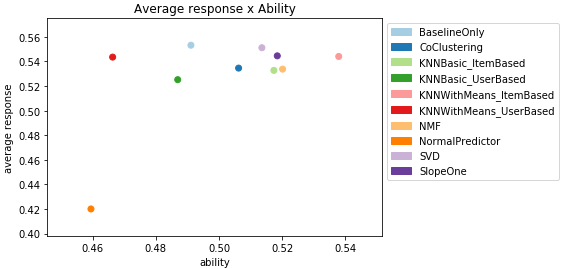 Average response x Ability
average response
0.56
0.54
0.52
0.50
0.48
0.46
0.44
0.42
0.40
0.46 0.48 0.50 0.52 0.54
ability
BaselineOnly
CoClustering
KNNBasic_ItemBased
KNNBasic_UserBased
KNNWithMeans_ItemBased
KNNWithMeans_UserBased
NMF
NormalPredictor
SVD
SlopeOne